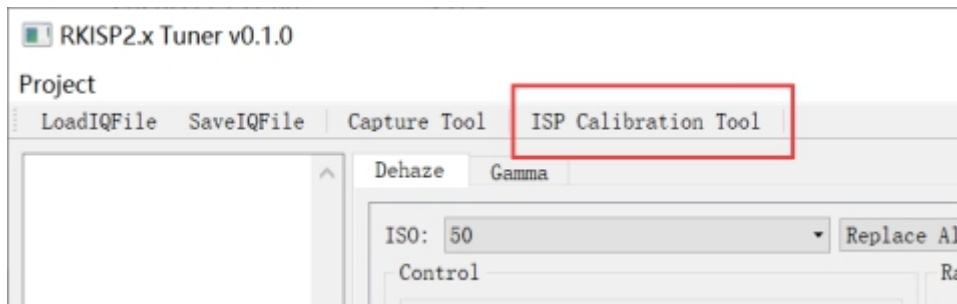 RKISP2.x Tuner v0.1.0
Project
LoadIQFile SaveIQFile Capture Tool ISP Calibration Tool
Dehaze Gamma
ISO: 50 Replace
Control